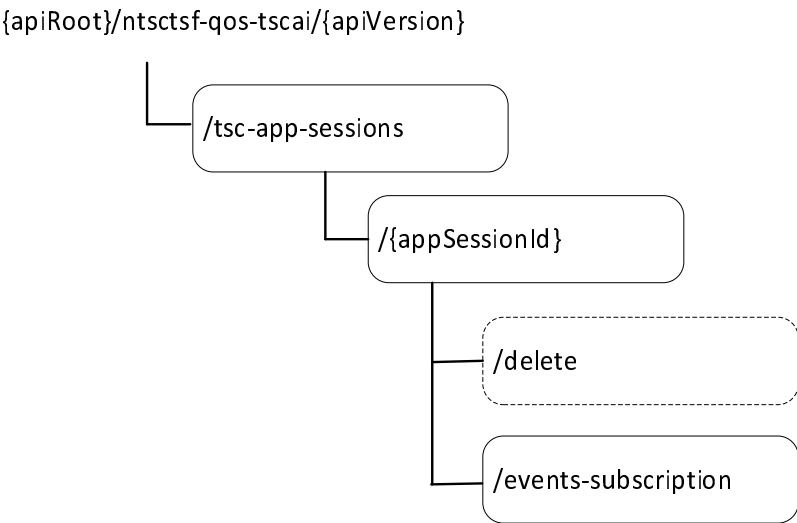 {apiRoot}/ntsctsf-qos-tscai/{apiVersion}
/tsc-app-sessions
/{appSessionId}
/delete
/events-subscription